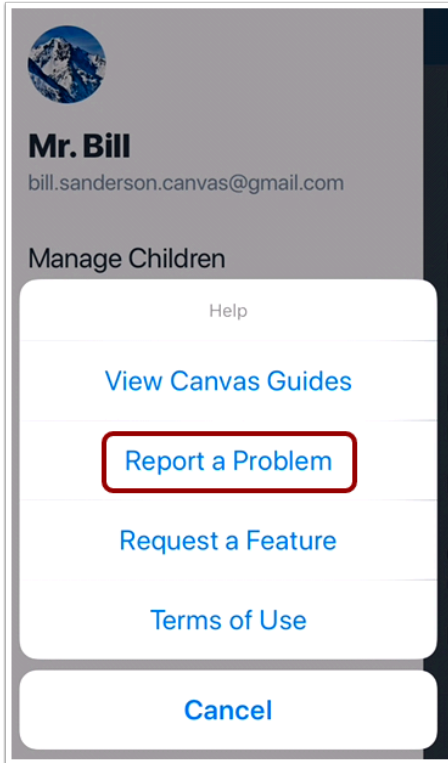 Mr. Bill
bill.sanderson.canvas@gmail.com
Manage Children
Help
View Canvas Guides
Report a Problem
Request a Feature
Terms of Use
Cancel